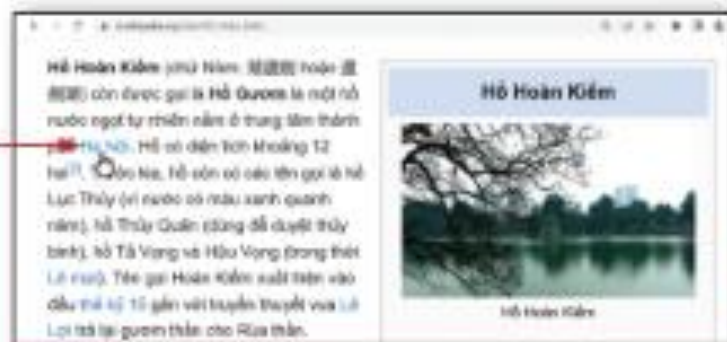 Hồ Hoàn Kiếm (chữ Nôm: hoặc
còn được gọi là Hồ Gươm là một hồ
nước ngọt tự nhiên nằm ở trung tâm thành
Hà Nội. Hồ có diện tích khoảng 12
ha hồ còn có các tên gọi là hồ
Lục Thủy (vì nước có màu xanh quanh
năm), hồ Thủy Quân (dùng để duyệt thủy
binh), hồ Tả Vọng và Hữu Vọng (trong thời
Lê mạt). Tên gọi Hoàn Kiếm xuất hiện vào
đầu thế kỷ 15 gắn với truyền thuyết vua Lê
Lợi trả lại gươm thần cho Rùa thần.
Hồ Hoàn Kiếm
Hồ Hoàn Kiếm